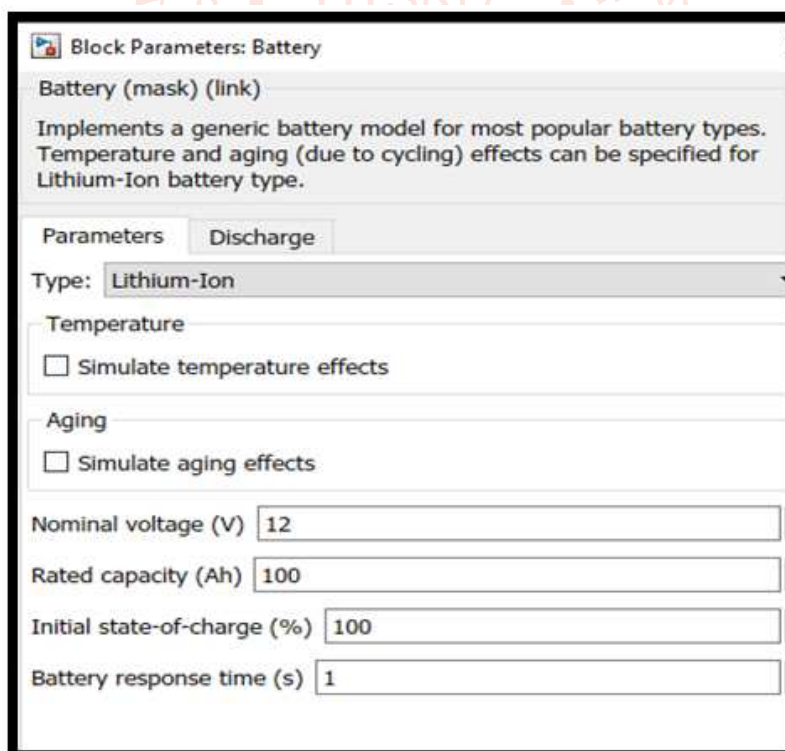 Block Parameters: Battery
Battery (mask) (link)
Implements a generic battery model for most popular battery types.
Temperature and aging (due to cycling) effects can be specified for
Lithium-Ion battery type.
Parameters Discharge
Type: Lithium-Ion
Temperature
Simulate temperature effects
Aging
Simulate aging effects
Nominal voltage (V) 12
Rated capacity (Ah) 100
Initial state-of-charge (%) 100
Battery response time (s) 1